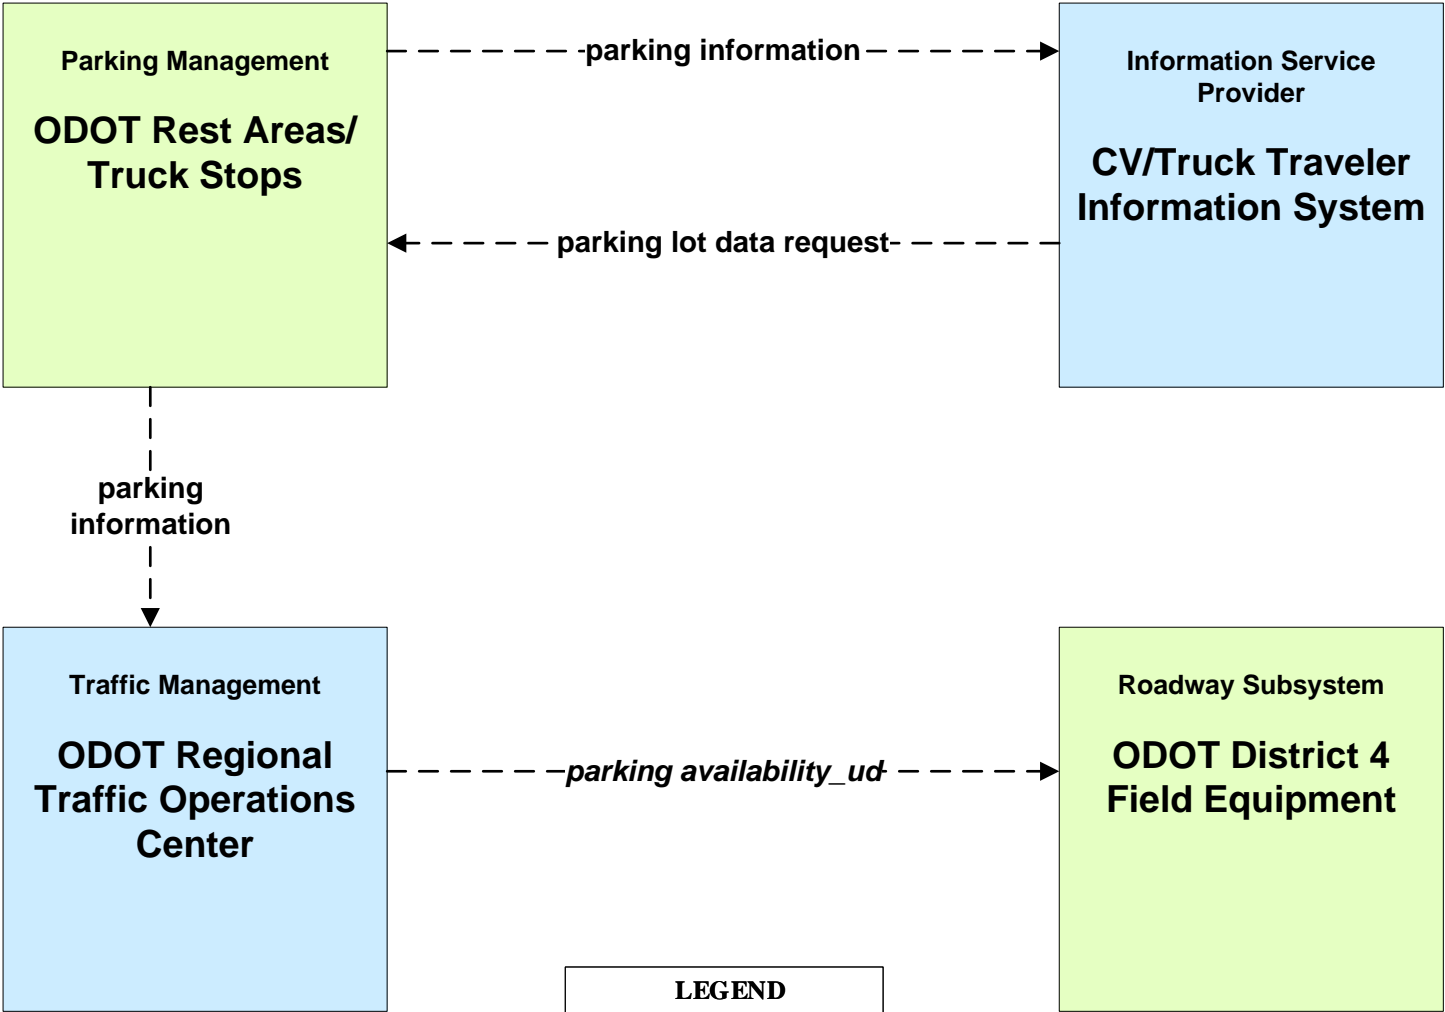 Parking Management
ODOT Rest Areas/
Truck Stops
parking information
Information Service
Provider
CV/Truck Traveler
Information System
parking lot data request
parking
information
Traffic Management
ODOT Regional
Traffic Operations
Center
parking availability_ud
Roadway Subsystem
ODOT District 4
Field Equipment
LEGEND